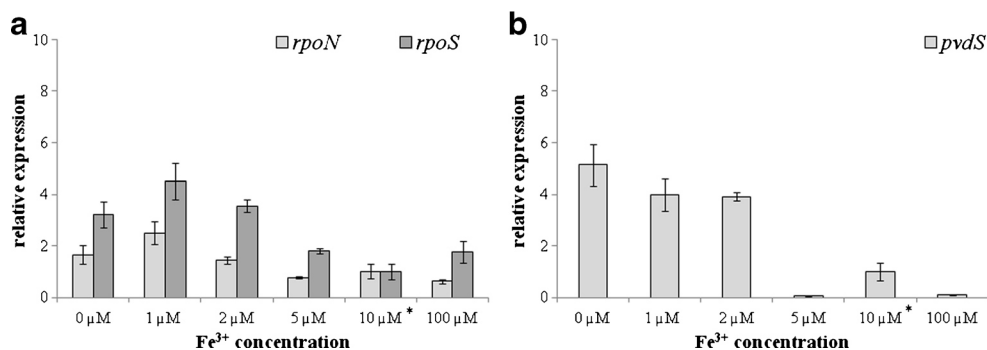 a
rpoN rpoS
relative expression
10
8
6
4
2
0
0 µM 1 µM 2 µM 5 µM 10 µM * 100 µM
Fe³⁺ concentration
b
pvdS
relative expression
10
8
6
4
2
0
0 µM 1 µM 2 µM 5 µM 10 µM * 100 µM
Fe³⁺ concentration